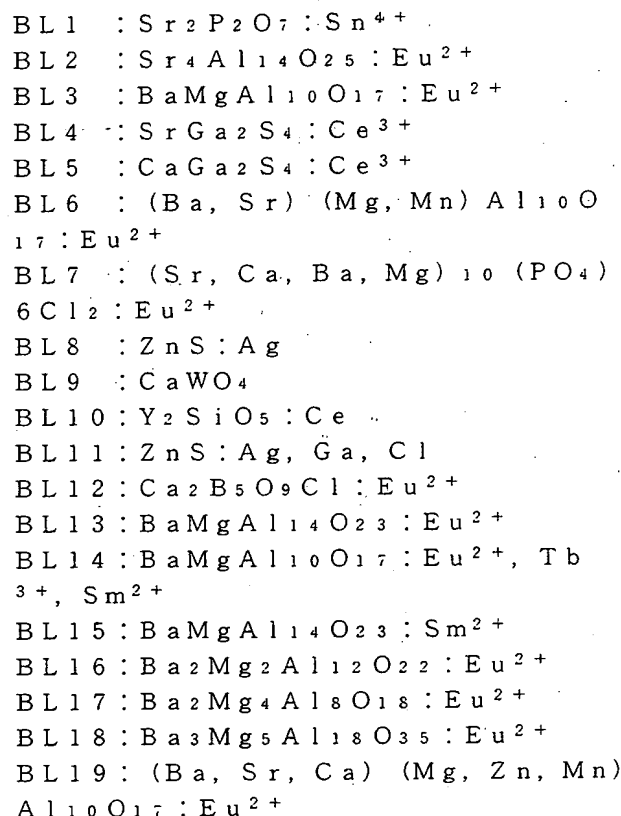 BL1 : Sr₂P₂O₇:Sn⁴⁺
BL2 : Sr₄Al₁₄O₂₅:Eu²⁺
BL3 : BaMgAl₁₀O₁₇:Eu²⁺
BL4 : SrGa₂S₄:Ce³⁺
BL5 : CaGa₂S₄:Ce³⁺
BL6 : (Ba, Sr) (Mg, Mn) Al₁₀O
₁₇:Eu²⁺
BL7 : (Sr, Ca, Ba, Mg)₁₀ (PO₄)
6Cl₂:Eu²⁺
BL8 : ZnS:Ag
BL9 : CaWO₄
BL10:Y₂SiO₅:Ce
BL11:ZnS:Ag, Ga, Cl
BL12:Ca₂B₅O₉Cl:Eu²⁺
BL13:BaMgAl₁₄O₂₃:Eu²⁺
BL14:BaMgAl₁₀O₁₇:Eu²⁺, Tb
³⁺, Sm²⁺
BL15:BaMgAl₁₄O₂₃:Sm²⁺
BL16:Ba₂Mg₂Al₁₂O₂₂:Eu²⁺
BL17:Ba₂Mg₄Al₈O₁₈:Eu²⁺
BL18:Ba₃Mg₅Al₁₈O₃₅:Eu²⁺
BL19: (Ba, Sr, Ca) (Mg, Zn, Mn)
Al₁₀O₁₇:Eu²⁺